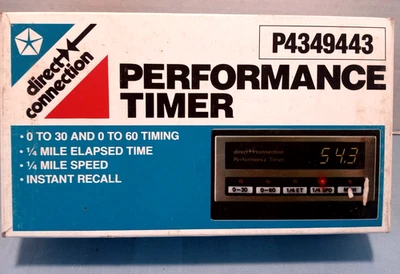 direct
connection
P4349443
PERFORMANCE
TIMER
• 0 TO 30 AND 0 TO 60 TIMING
• ¼ MILE ELAPSED TIME
• ¼ MILE SPEED
• INSTANT RECALL
direct connection
Performance Timer
54.3
0-30 0-60 1/4 ET 1/4 SPD